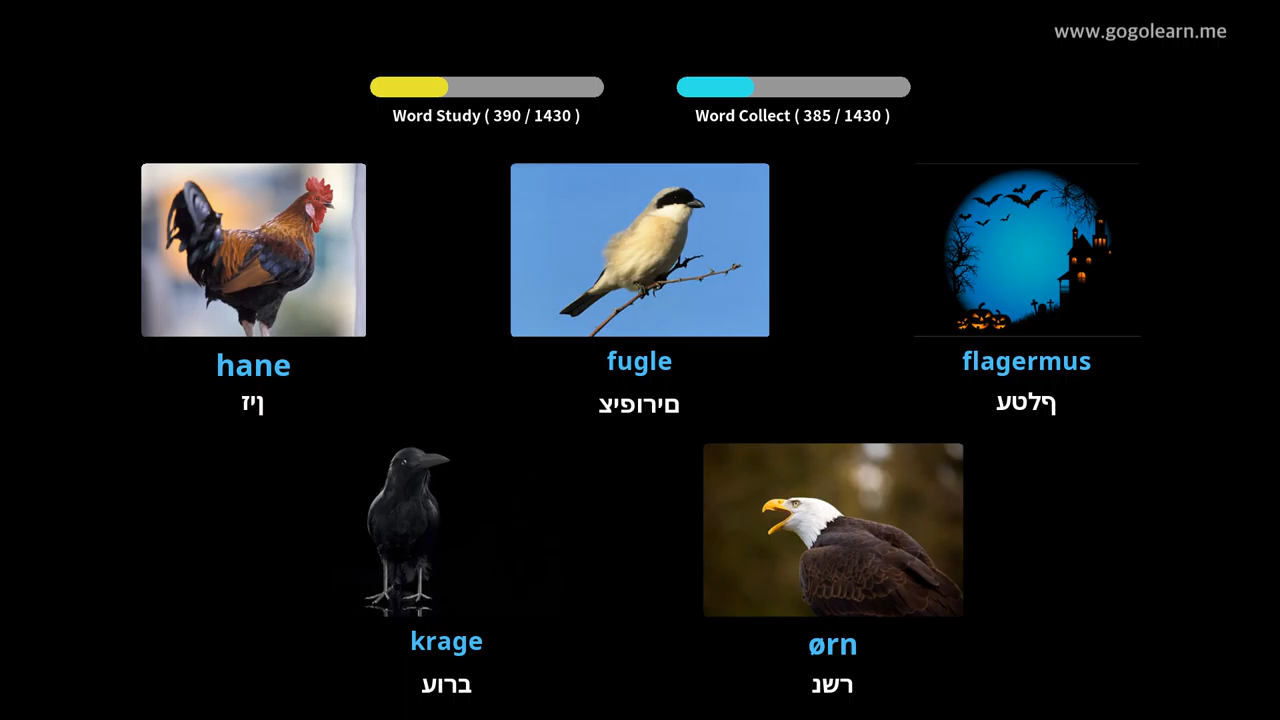 www.gogolearn.me
Word Study ( 390 / 1430 )
Word Collect ( 385 / 1430 )
hane
ןיז
fugle
םירופיצ
flagermus
ףלטע
krage
ברוע
ørn
רשנ